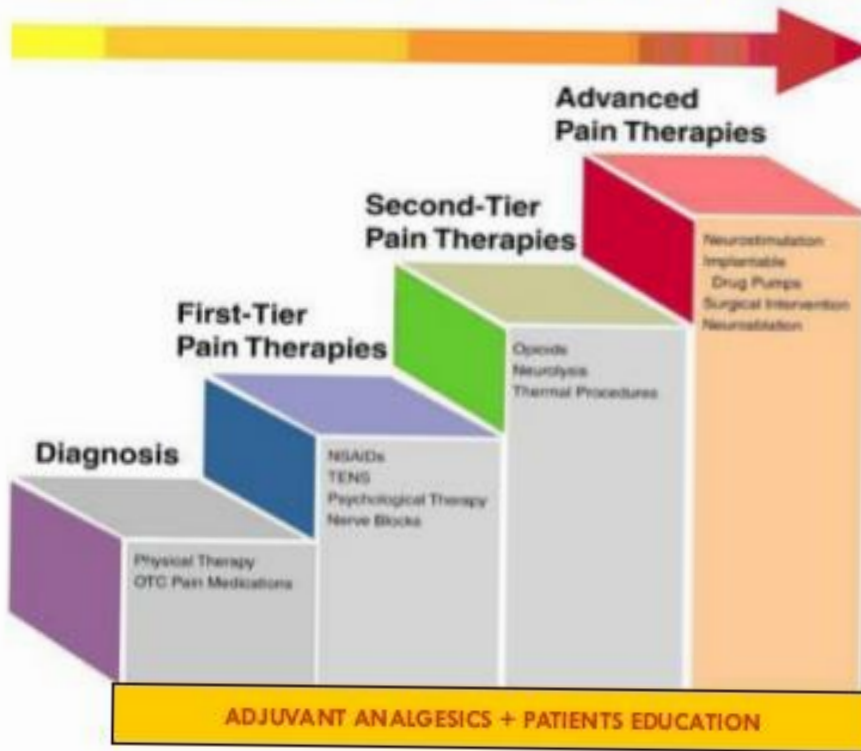 Advanced
Pain Therapies
Neurostimulation
Implantable
Drug Pumps
Surgical Intervention
Neuroablation
Second-Tier
Pain Therapies
Opioids
Neurolysis
Thermal Procedures
First-Tier
Pain Therapies
NSAIDs
TENS
Psychological Therapy
Nerve Blocks
Diagnosis
Physical Therapy
OTC Pain Medications
ADJUVANT ANALGESICS + PATIENTS EDUCATION